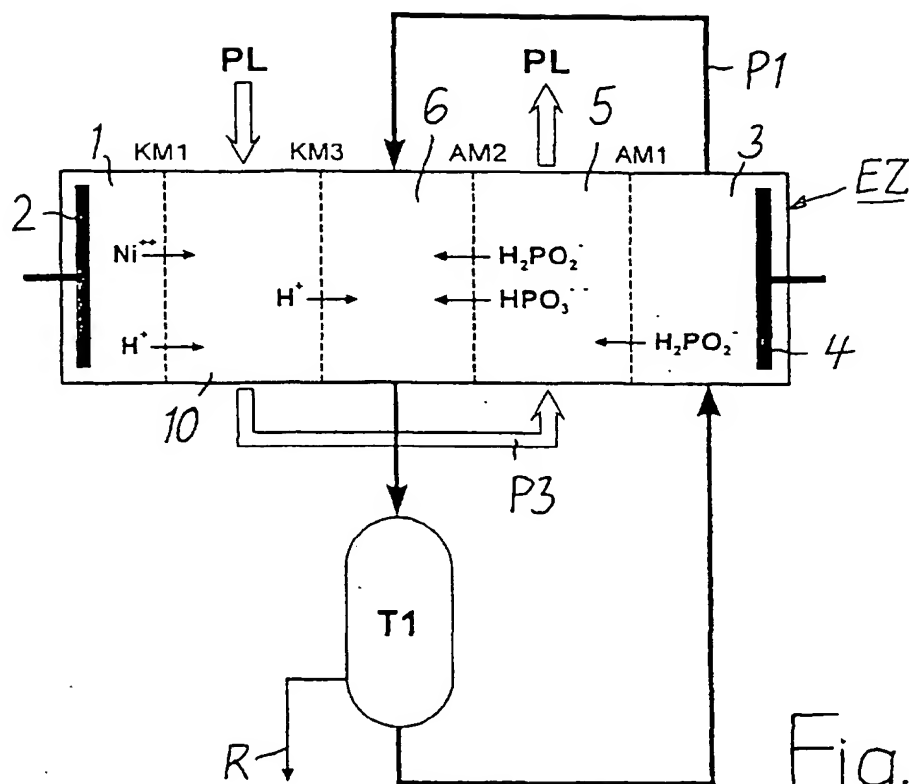 PL PL P1
6 5
1 KM1 KM3 AM2 AM1 3 EZ
2
Ni++ H₂PO₂⁻
H+ HPO₃⁻⁻
H+ H₂PO₂⁻ 4
10
P3
T1
R
Fig.